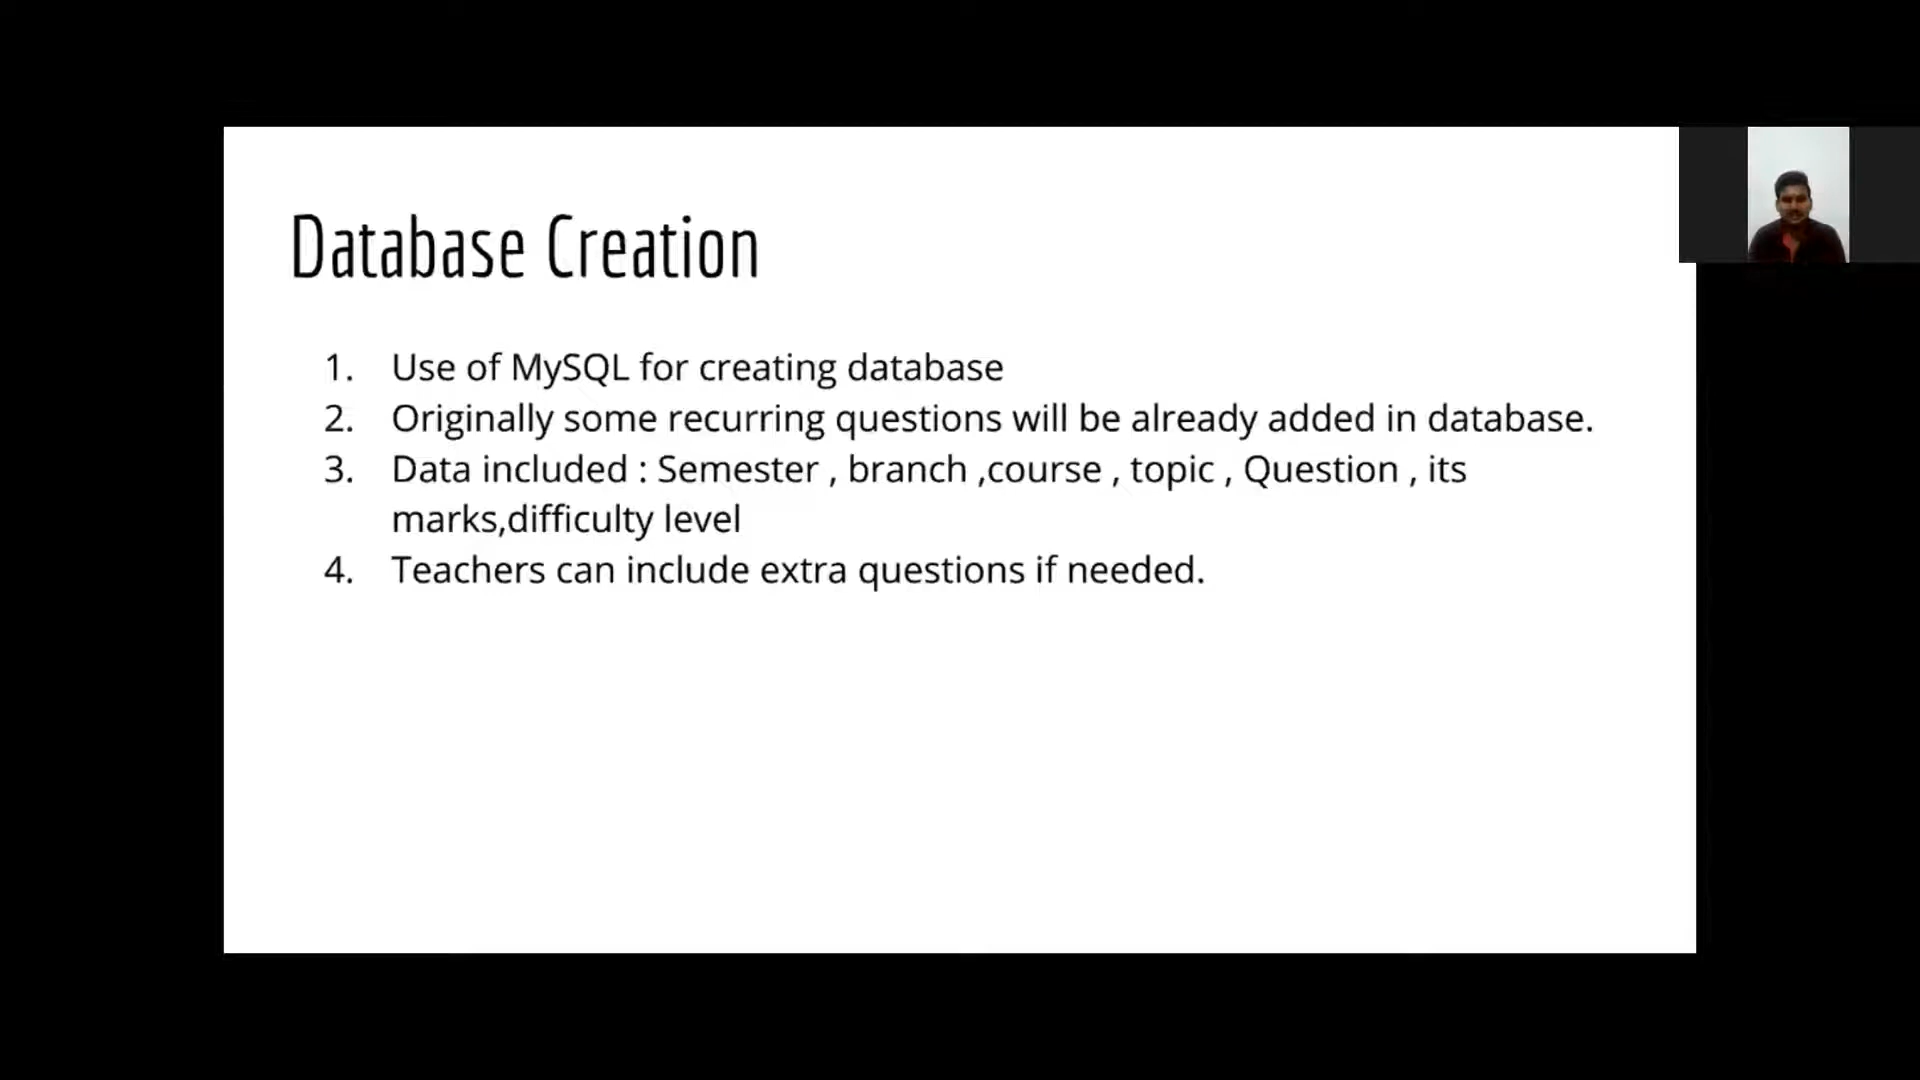 Database Creation
1. Use of MySQL for creating database
2. Originally some recurring questions will be already added in database.
3. Data included : Semester , branch ,course , topic , Question , its
marks,difficulty level
4. Teachers can include extra questions if needed.